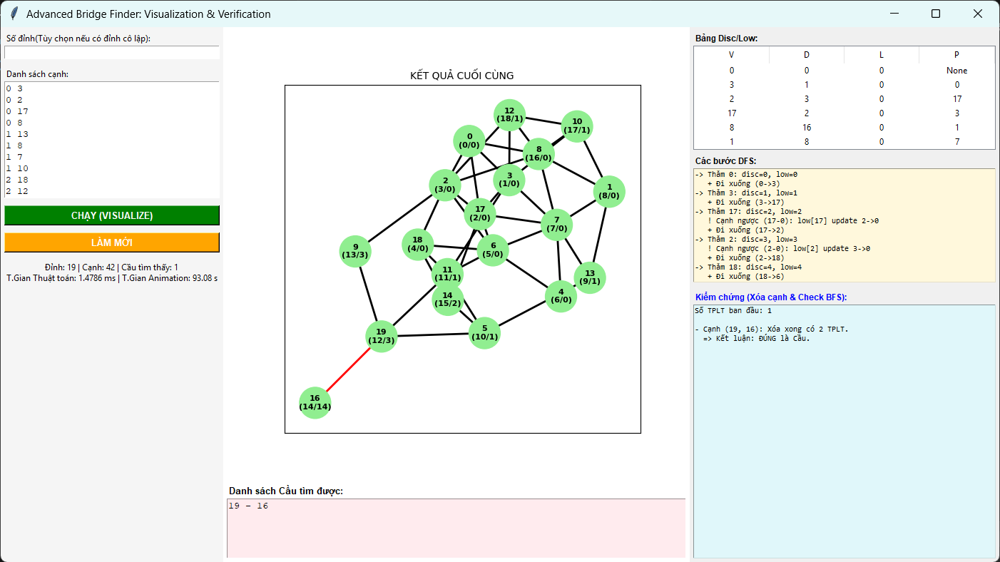 Advanced Bridge Finder: Visualization & Verification
Số đỉnh(Tùy chọn nếu có đỉnh cô lập):
Danh sách cạnh:
0 3
0 2
0 17
0 8
1 13
1 8
1 7
1 10
2 18
2 12
CHẠY (VISUALIZE)
LÀM MỚI
Đỉnh: 19 | Cạnh: 42 | Cầu tìm thấy: 1
T.Gian Thuật toán: 1.4786 ms | T.Gian Animation: 93.08 s
KẾT QUẢ CUỐI CÙNG
12
(18/1)
10
(17/1)
0
(0/0)
8
(16/0)
3
(1/0)
2
(3/0)
1
(8/0)
17
(2/0)
7
(7/0)
18
(4/0)
6
(5/0)
9
(13/3)
11
(11/1)
13
(9/1)
14
(15/2)
4
(6/0)
5
(10/1)
19
(12/3)
16
(14/14)
Danh sách Cầu tìm được:
19 - 16
Bảng Disc/Low:
V D L P
0 0 0 None
3 1 0 0
2 3 0 17
17 2 0 3
8 16 0 1
1 8 0 7
Các bước DFS:
-> Thăm 0: disc=0, low=0
+ Đi xuống (0->3)
-> Thăm 3: disc=1, low=1
+ Đi xuống (3->17)
-> Thăm 17: disc=2, low=2
! Cạnh ngược (17-0): low[17] update 2->0
+ Đi xuống (17->2)
-> Thăm 2: disc=3, low=3
! Cạnh ngược (2-0): low[2] update 3->0
+ Đi xuống (2->18)
-> Thăm 18: disc=4, low=4
+ Đi xuống (18->6)
Kiểm chứng (Xóa cạnh & Check BFS):
Số TPLT ban đầu: 1
- Cạnh (19, 16): Xóa xong có 2 TPLT.
=> Kết luận: ĐÚNG là Cầu.